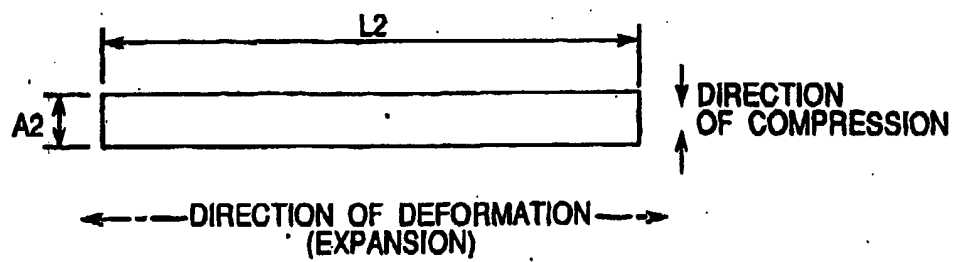 L2
A2
DIRECTION
OF COMPRESSION
DIRECTION OF DEFORMATION
(EXPANSION)